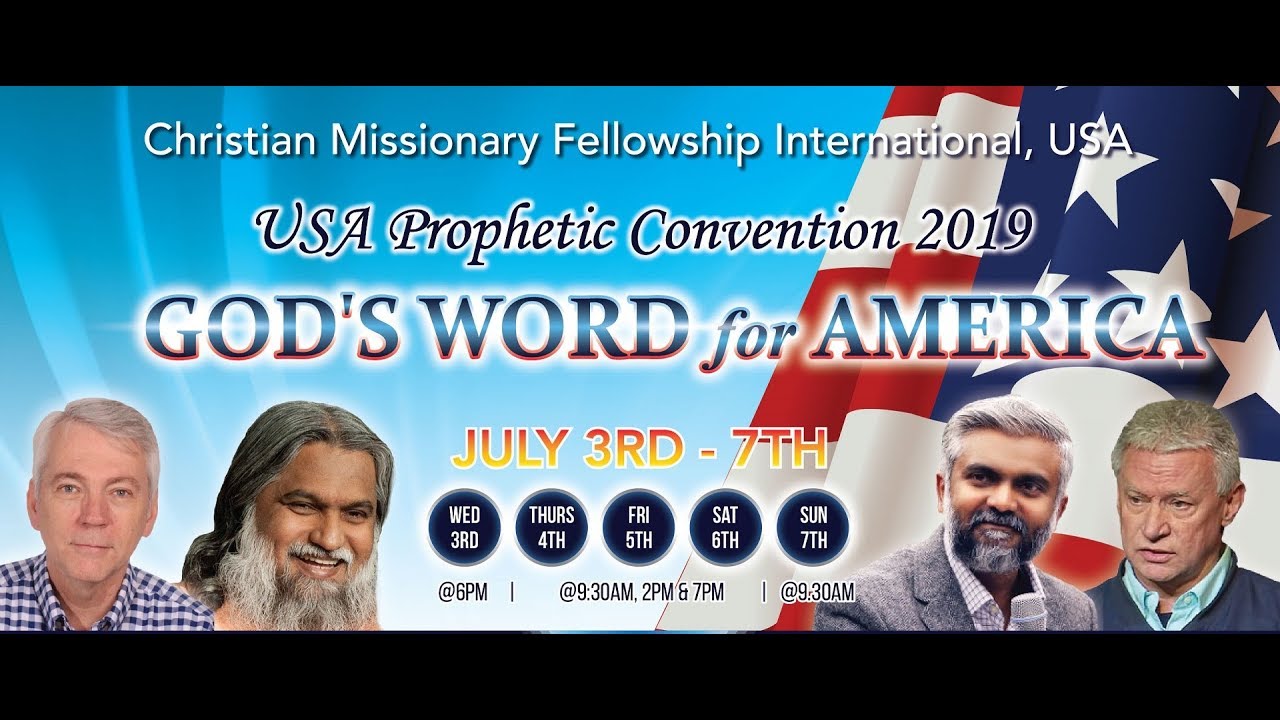 Christian Missionary Fellowship International, USA
USA Prophetic Convention 2019
GOD'S WORD for AMERICA
JULY 3RD - 7TH
WED 3RD
THURS 4TH
FRI 5TH
SAT 6TH
SUN 7TH
@6PM | @9:30AM, 2PM & 7PM | @9.30AM